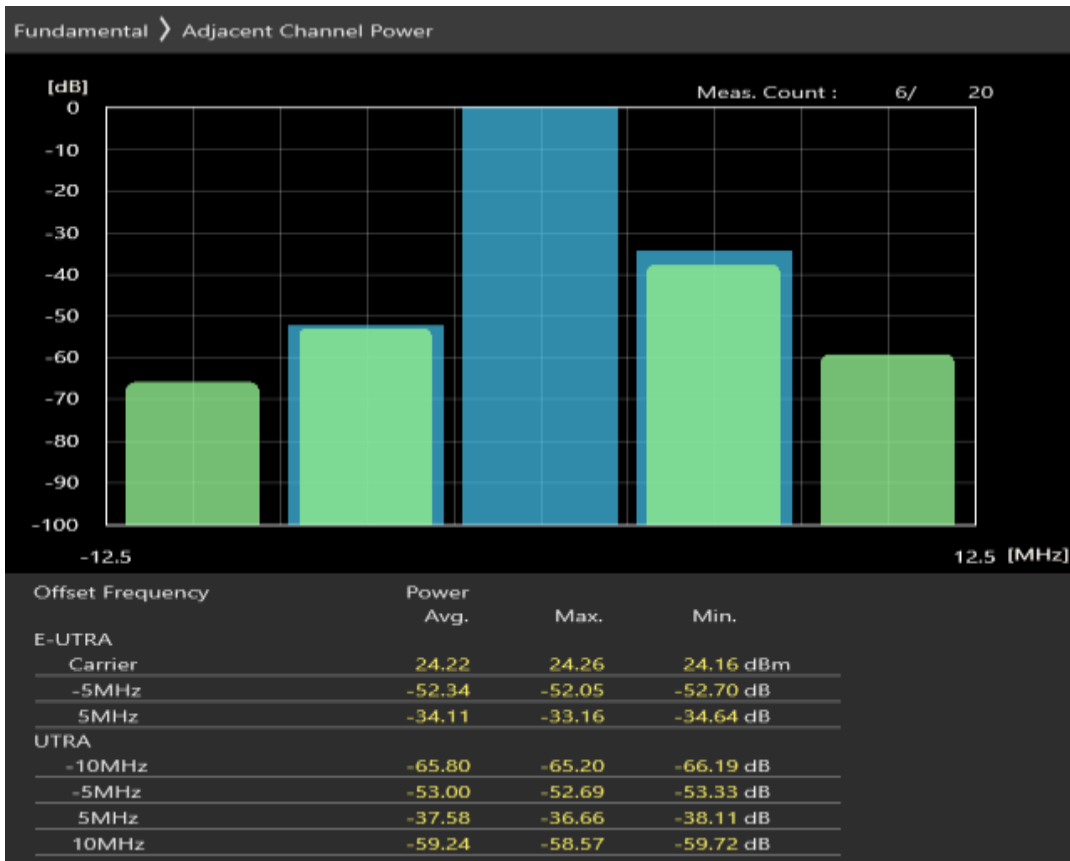 Fundamental ❯ Adjacent Channel Power
[dB]
Meas. Count : 6/ 20
0
-10
-20
-30
-40
-50
-60
-70
-80
-90
-100
-12.5 12.5 [MHz]
Offset Frequency Power
Avg. Max. Min.
E-UTRA
Carrier 24.22 24.26 24.16 dBm
-5MHz -52.34 -52.05 -52.70 dB
5MHz -34.11 -33.16 -34.64 dB
UTRA
-10MHz -65.80 -65.20 -66.19 dB
-5MHz -53.00 -52.69 -53.33 dB
5MHz -37.58 -36.66 -38.11 dB
10MHz -59.24 -58.57 -59.72 dB